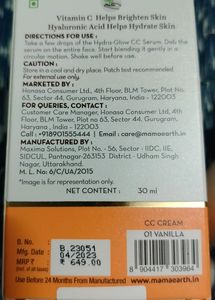 Vitamin C Helps Brighten Skin
Hyaluronic Acid Helps Hydrate Skin
DIRECTIONS FOR USE :
Take a few drops of the Hydra-Glow CC Serum. Dab the
serum on the entire face. Start blending it gently in a
circular motion. Shake well before use.
CAUTION :
Store in a cool and dry place. Patch test recommended.
For external use only.
MARKETED BY :
Honasa Consumer Ltd., 4th Floor, BLM Tower, Plot
no 63, Sector 44, Gurugram, Haryana, India - 122003
FOR QUERIES, CONTACT :
Honasa Consumer Customer Care Ltd, 4th
Floor, BLM Tower, Plot no 63, Sector 44, Gurugram,
Haryana, India - 122003
Call : +918901555444 | Email : care@mamaearth.in
MANUFACTURED BY :
Maxima Solutions, Plot No. - 56, Sector - IIDC, IIE,
SIDCUL, Pantnagar-263153 District - Udham Singh
Nagar, Uttarakhand.
M. L. No: 6/C/UA/2015
*Image is for representation only.
NET CONTENT : 30 ml
CC CREAM
01 VANILLA
B. No. : B.23051
Mfg. Date : 04/2023
MRP ₹ : ₹ 649.00
(Incl. of all taxes)
8 904417 303964
Use Before 24 Months From Manufacture
www.mamaearth.in